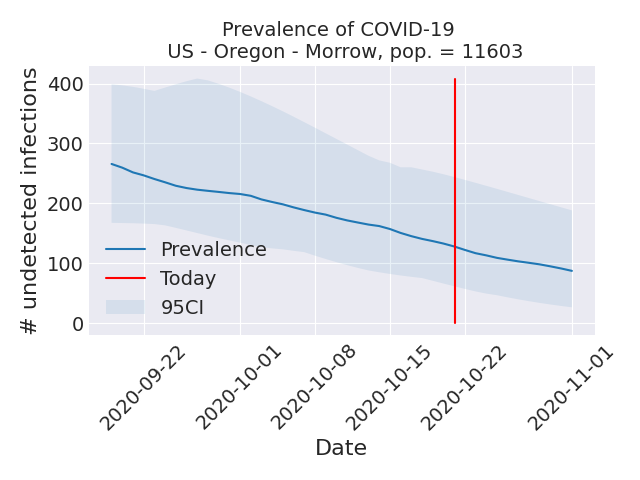 Prevalence of COVID-19
US - Oregon - Morrow, pop. = 11603
# undetected infections
400
300
200
100
0
Prevalence
Today
95CI
2020-09-22
2020-10-01
2020-10-08
2020-10-15
2020-10-22
2020-11-01
Date